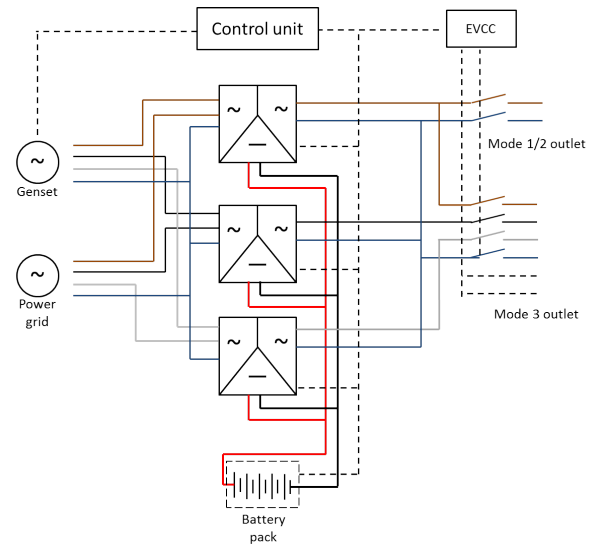 Control unit
EVCC
~ ~
Mode 1/2 outlet
~
Genset
~ ~
~
Power
grid
Mode 3 outlet
~ ~
Battery
pack